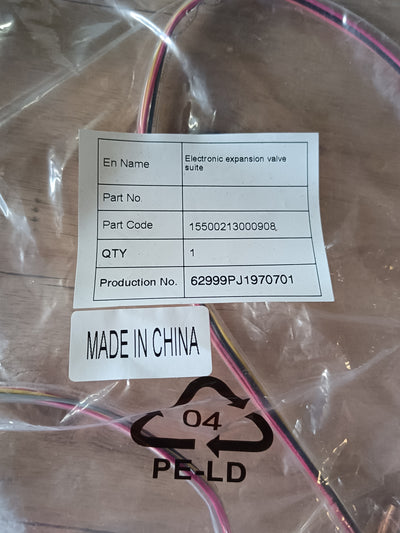 En Name
Electronic expansion valve
suite
Part No
Part Code
15500213000908
QTY
1
Production No.
62999PJ1970701
MADE IN CHINA
04
PE-LD